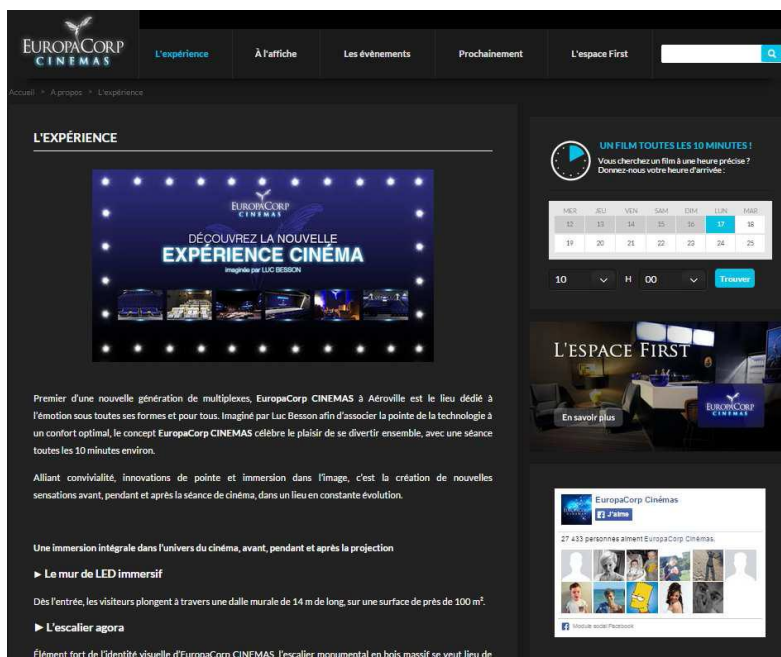 EUROPACORP
CINEMAS
L'expérience
À l'affiche
Les évènements
Prochainement
L'espace First
Accueil > A propos > L'expérience
L'EXPÉRIENCE
EUROPACORP
CINEMAS
DÉCOUVREZ LA NOUVELLE
EXPÉRIENCE CINÉMA
imaginée par LUC BESSON
Premier d'une nouvelle génération de multiplexes, EuropaCorp CINEMAS à Aéroville est le lieu dédié à
l'émotion sous toutes ses formes et pour tous. Imaginé par Luc Besson afin d'associer la pointe de la technologie à
un confort optimal, le concept EuropaCorp CINEMAS célèbre le plaisir de se divertir ensemble, avec une séance
toutes les 10 minutes environ.
Alliant convivialité, innovations de pointe et immersion dans l'image, c'est la création de nouvelles
sensations avant, pendant et après la séance de cinéma, dans un lieu en constante évolution.
Une immersion intégrale dans l'univers du cinéma, avant, pendant et après la projection
► Le mur de LED immersif
Dès l'entrée, les visiteurs plongent à travers une dalle murale de 14 m de long, sur une surface de près de 100 m².
► L'escalier agora
Élément fort de l'identité visuelle d'EuropaCorp CINEMAS, l'escalier monumental en bois massif se veut lieu de
UN FILM TOUTES LES 10 MINUTES !
Vous cherchez un film à une heure précise ?
Donnez-nous votre heure d'arrivée :
MER JEU VEN SAM DIM LUN MAR
12 13 14 15 16 17 18
19 20 21 22 23 24 25
10 H 00 Trouver
L'ESPACE FIRST
En savoir plus
EUROPACORP
CINEMAS
EuropaCorp Cinémas
J'aime
27 433 personnes aiment EuropaCorp Cinémas.
Module social Facebook